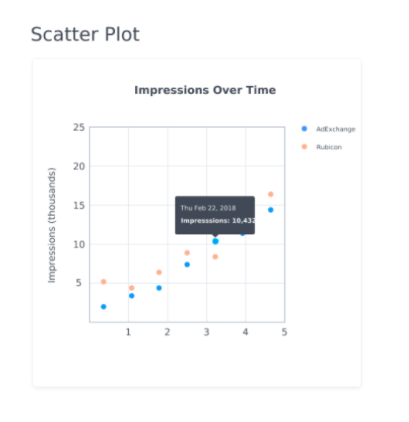 Scatter Plot
Impressions Over Time
AdExchange
Rubicon
Impressions (thousands)
25
20
15
10
5
Thu Feb 22, 2018
Impresssions: 10,432
1 2 3 4 5